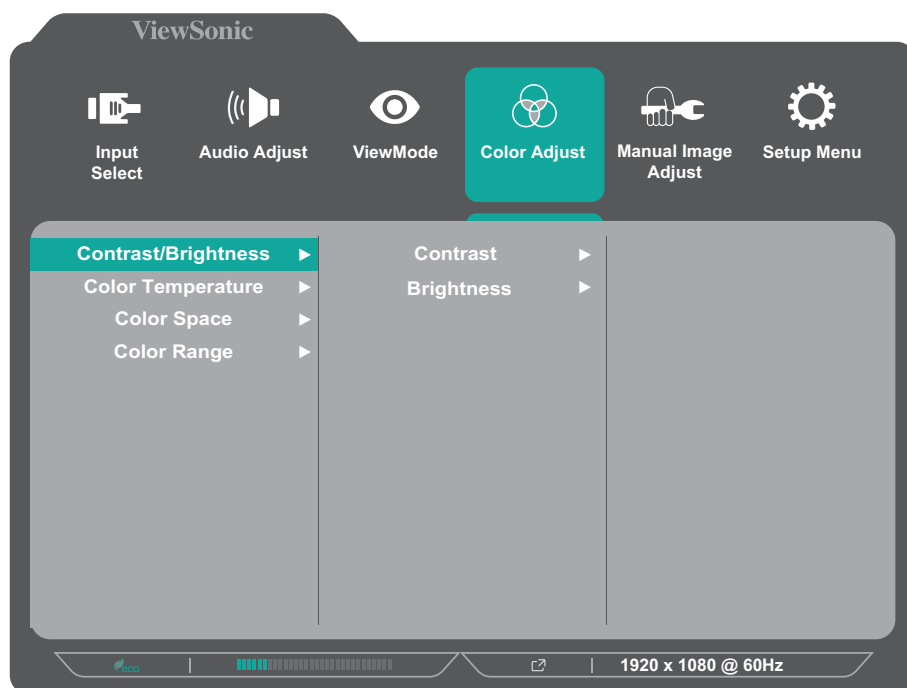 ViewSonic
Input
Select
Audio Adjust
ViewMode
Color Adjust
Manual Image
Adjust
Setup Menu
Contrast/Brightness
Color Temperature
Color Space
Color Range
Contrast
Brightness
eco
1920 x 1080 @ 60Hz